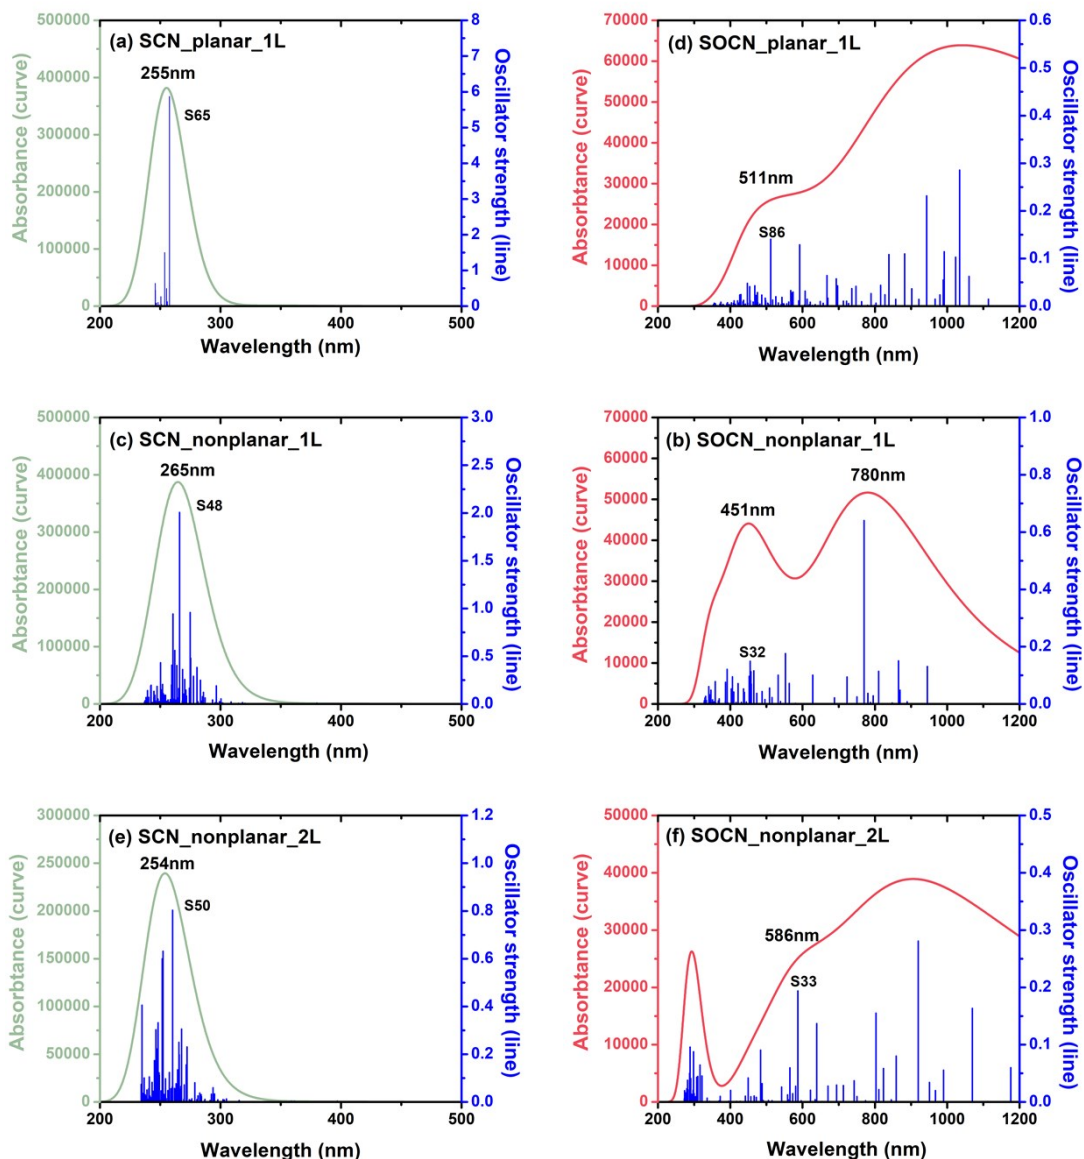 (a) SCN_planar_1L
255nm
S65
500000
400000
300000
200000
100000
0
Absorbance (curve)
8
7
6
5
4
3
2
1
0
Oscillator strength (line)
200 300 400 500
Wavelength (nm)
(d) SOCN_planar_1L
511nm
S86
70000
60000
50000
40000
30000
20000
10000
0
Absorbtance (curve)
0.6
0.5
0.4
0.3
0.2
0.1
0.0
Oscillator strength (line)
200 400 600 800 1000 1200
Wavelength (nm)
(c) SCN_nonplanar_1L
265nm
S48
500000
400000
300000
200000
100000
0
Absorbtance (curve)
3.0
2.5
2.0
1.5
1.0
0.5
0.0
Oscillator strength (line)
200 300 400 500
Wavelength (nm)
(b) SOCN_nonplanar_1L
451nm
780nm
S32
70000
60000
50000
40000
30000
20000
10000
0
Absorbtance (curve)
1.0
0.8
0.6
0.4
0.2
0.0
Oscillator strength (line)
200 400 600 800 1000 1200
Wavelength (nm)
(e) SCN_nonplanar_2L
254nm
S50
300000
250000
200000
150000
100000
50000
0
Absorbtance (curve)
1.2
1.0
0.8
0.6
0.4
0.2
0.0
Oscillator strength (line)
200 300 400 500
Wavelength (nm)
(f) SOCN_nonplanar_2L
586nm
S33
50000
40000
30000
20000
10000
0
Absorbtance (curve)
0.5
0.4
0.3
0.2
0.1
0.0
Oscillator strength (line)
200 400 600 800 1000 1200
Wavelength (nm)